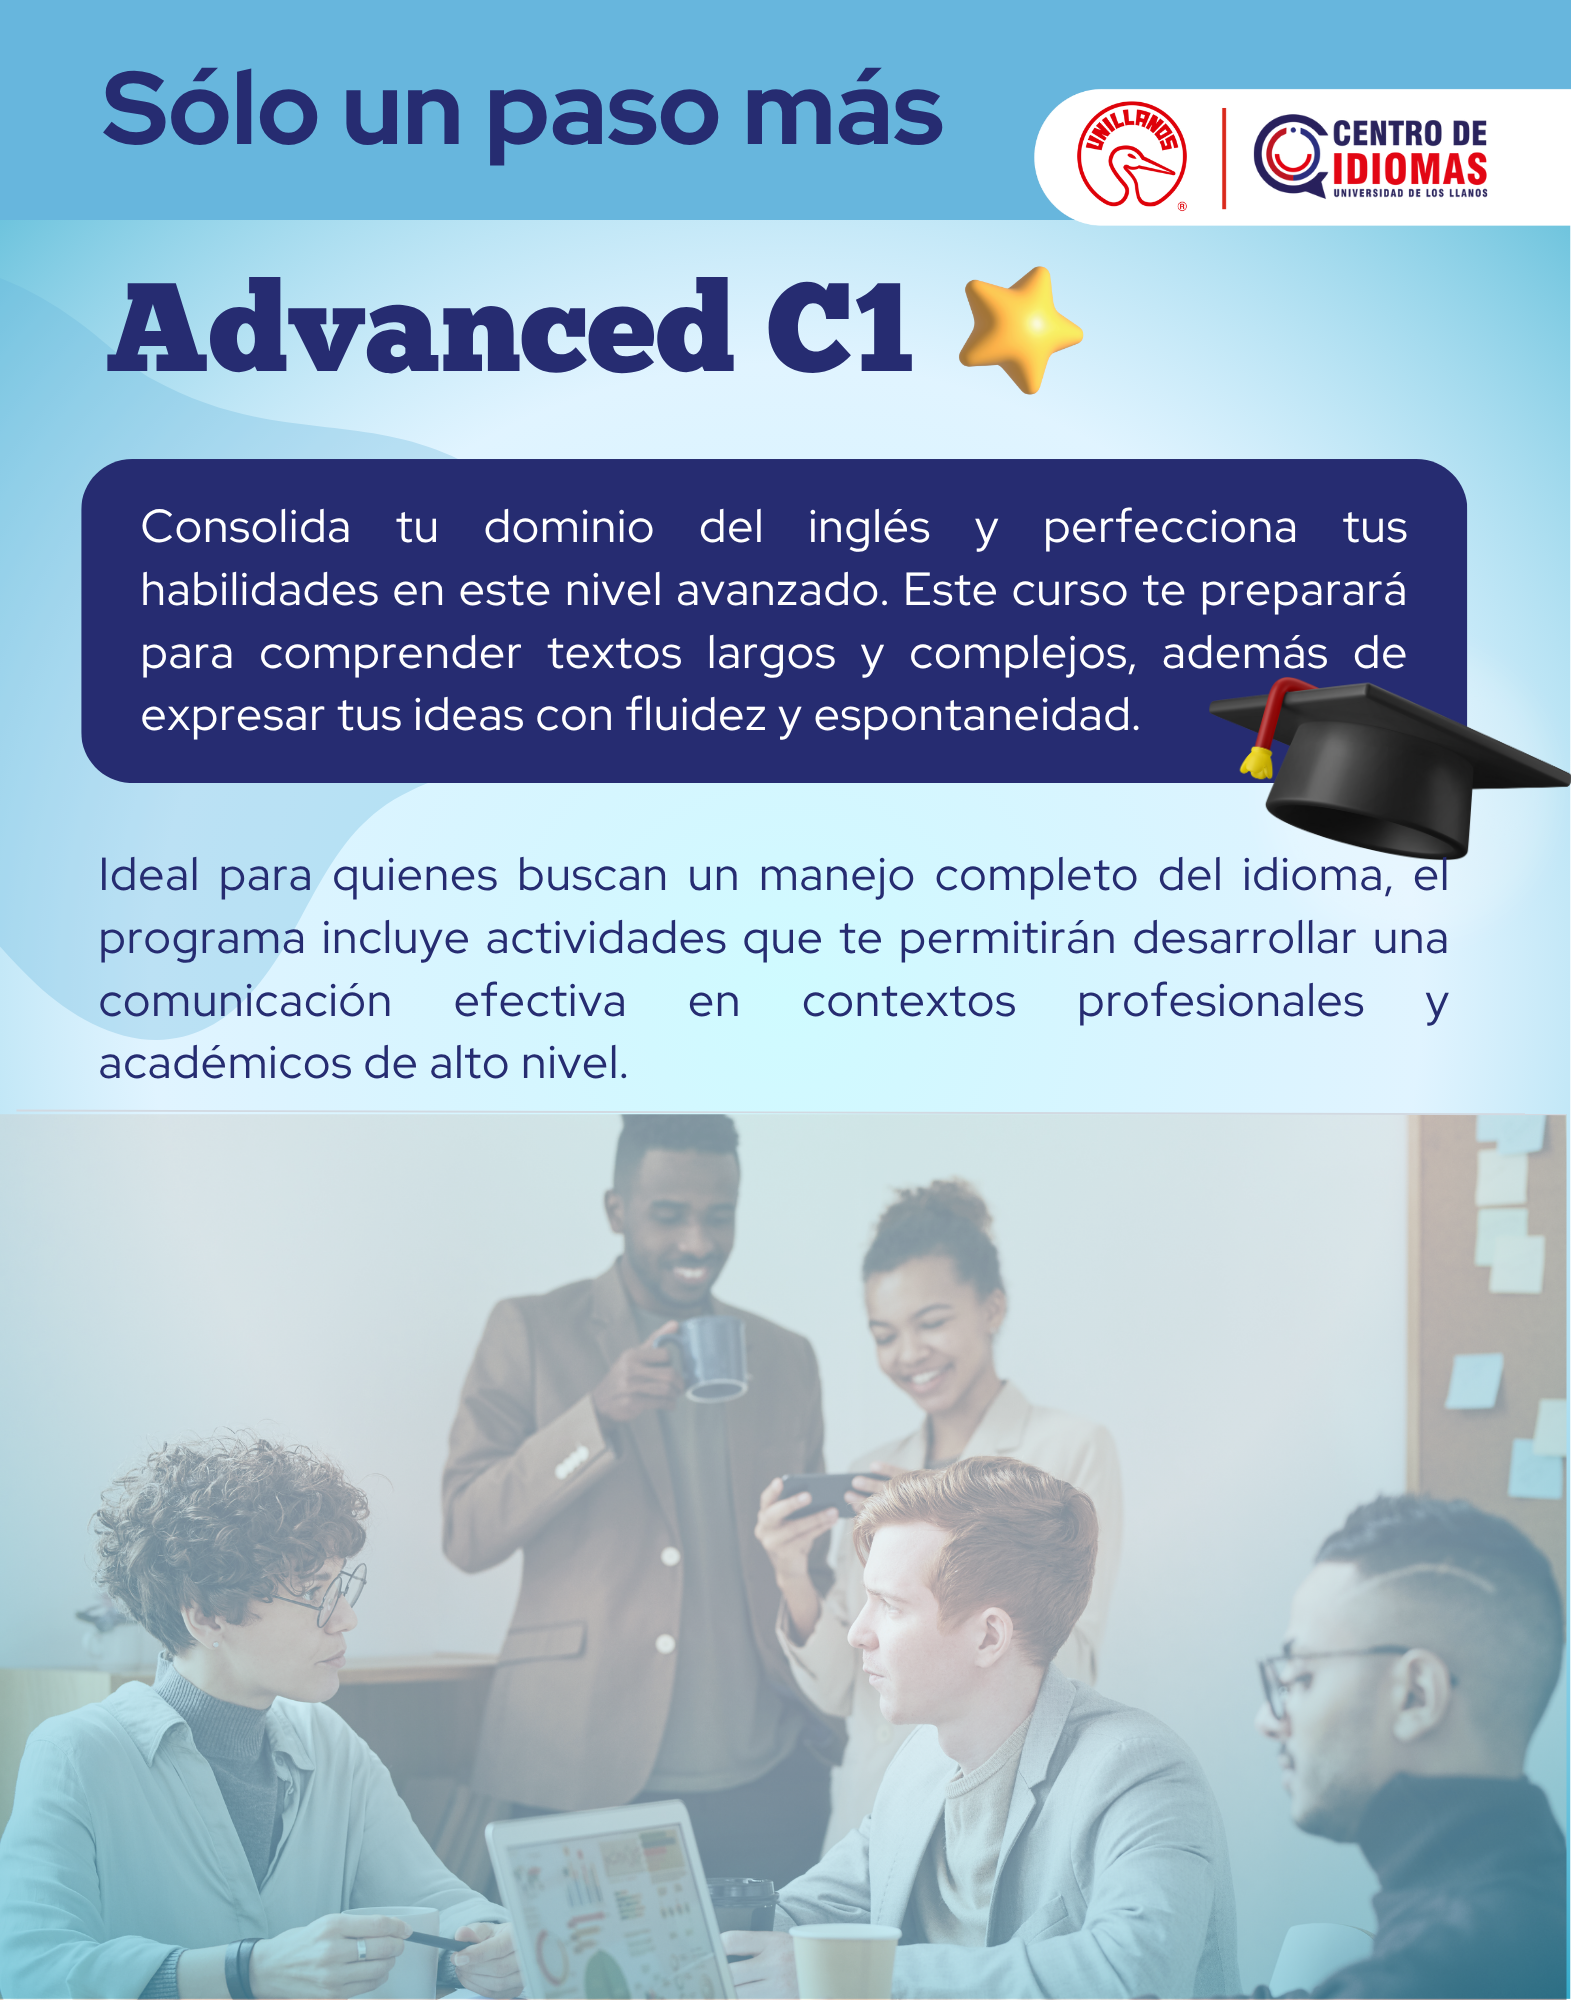 Sólo un paso más
UNILLANOS
®
CENTRO DE
IDIOMAS
UNIVERSIDAD DE LOS LLANOS
Advanced C1
Consolida tu dominio del inglés y perfecciona tus
habilidades en este nivel avanzado. Este curso te preparará
para comprender textos largos y complejos, además de
expresar tus ideas con fluidez y espontaneidad.
Ideal para quienes buscan un manejo completo del idioma, el
programa incluye actividades que te permitirán desarrollar una
comunicación efectiva en contextos profesionales y
académicos de alto nivel.